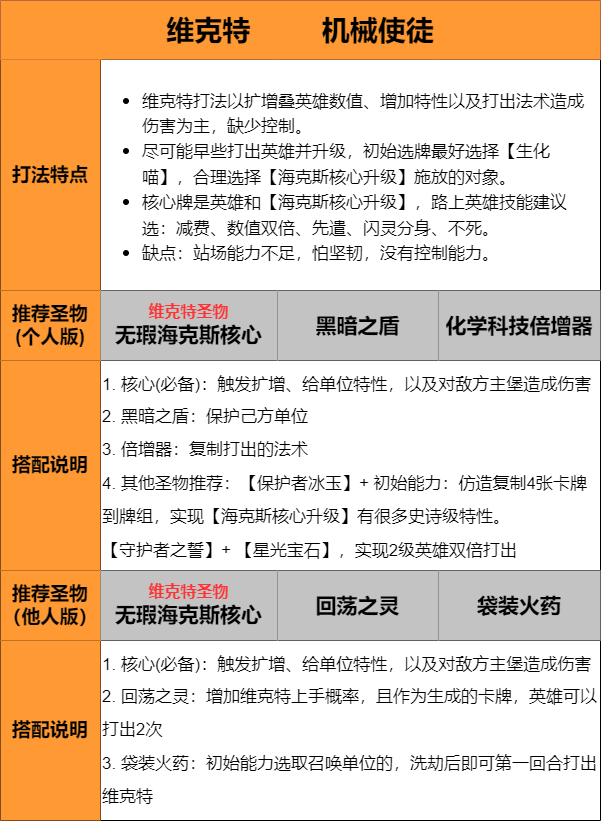 维克特 机械使徒
打法特点
维克特打法以扩增叠英雄数值、增加特性以及打出法术造成
伤害为主，缺少控制。
尽可能早些打出英雄并升级，初始选牌最好选择【生化
喵】，合理选择【海克斯核心升级】施放的对象。
核心牌是英雄和【海克斯核心升级】，路上英雄技能建议
选：减费、数值双倍、先遣、闪灵分身、不死。
缺点：站场能力不足，怕坚韧，没有控制能力。
推荐圣物
(个人版)
维克特圣物
无瑕海克斯核心
黑暗之盾
化学科技倍增器
搭配说明
1. 核心(必备)：触发扩增、给单位特性，以及对敌方主堡造成伤害
2. 黑暗之盾：保护己方单位
3. 倍增器：复制打出的法术
4. 其他圣物推荐：【保护者冰玉】+ 初始能力：仿造复制4张卡牌
到牌组，实现【海克斯核心升级】有很多史诗级特性。
【守护者之誓】+ 【星光宝石】，实现2级英雄双倍打出
推荐圣物
（他人版）
维克特圣物
无瑕海克斯核心
回荡之灵
袋装火药
搭配说明
1. 核心(必备)：触发扩增、给单位特性，以及对敌方主堡造成伤害
2. 回荡之灵：增加维克特上手概率，且作为生成的卡牌，英雄可以
打出2次
3. 袋装火药：初始能力选取召唤单位的，洗劫后即可第一回合打出
维克特